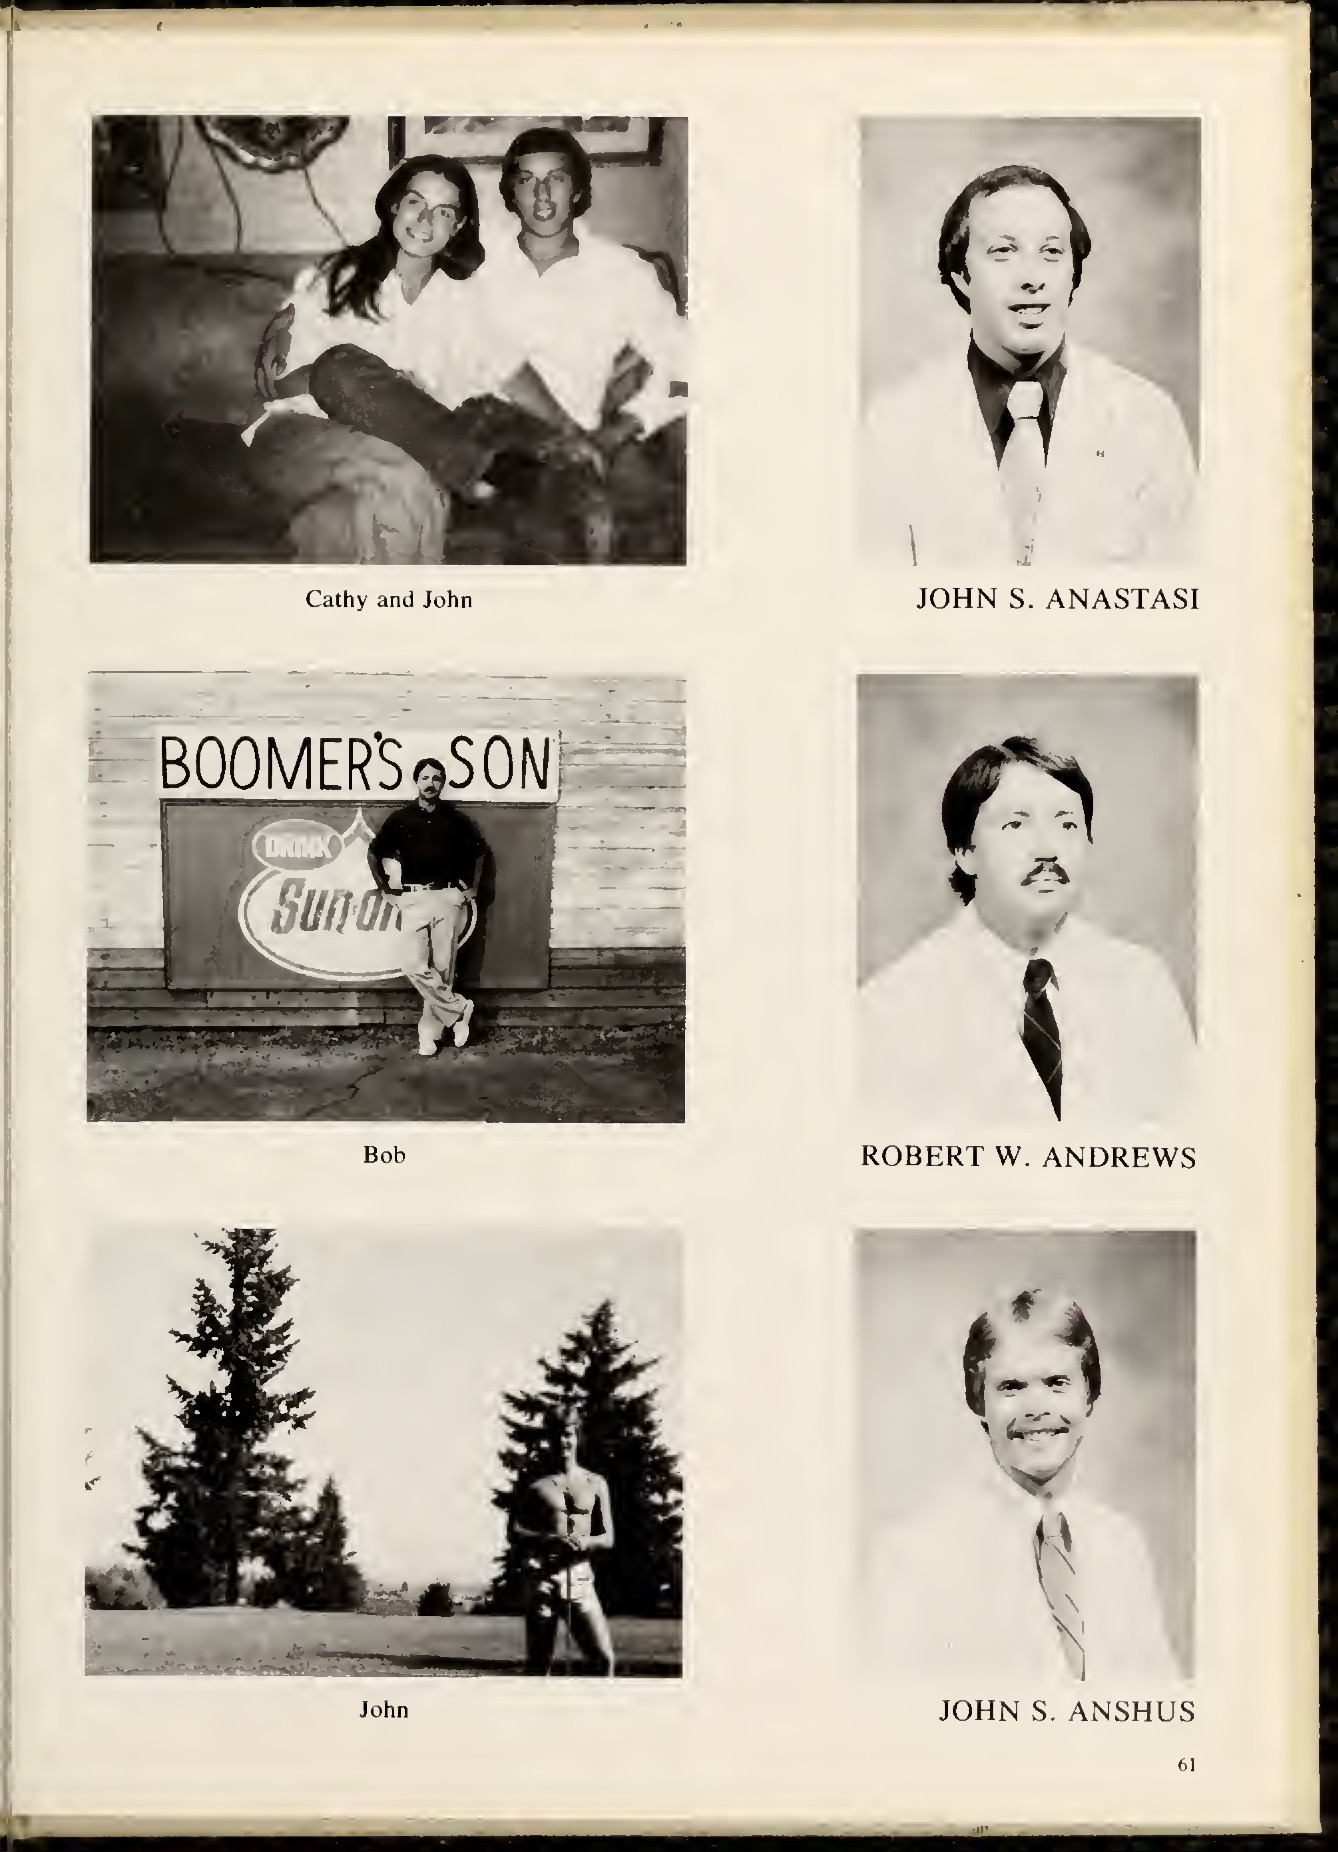 Cathy and John
JOHN S. ANASTASI
BOOMER'S SON
DRINK
Bob
ROBERT W. ANDREWS
John
JOHN S. ANSHUS
61